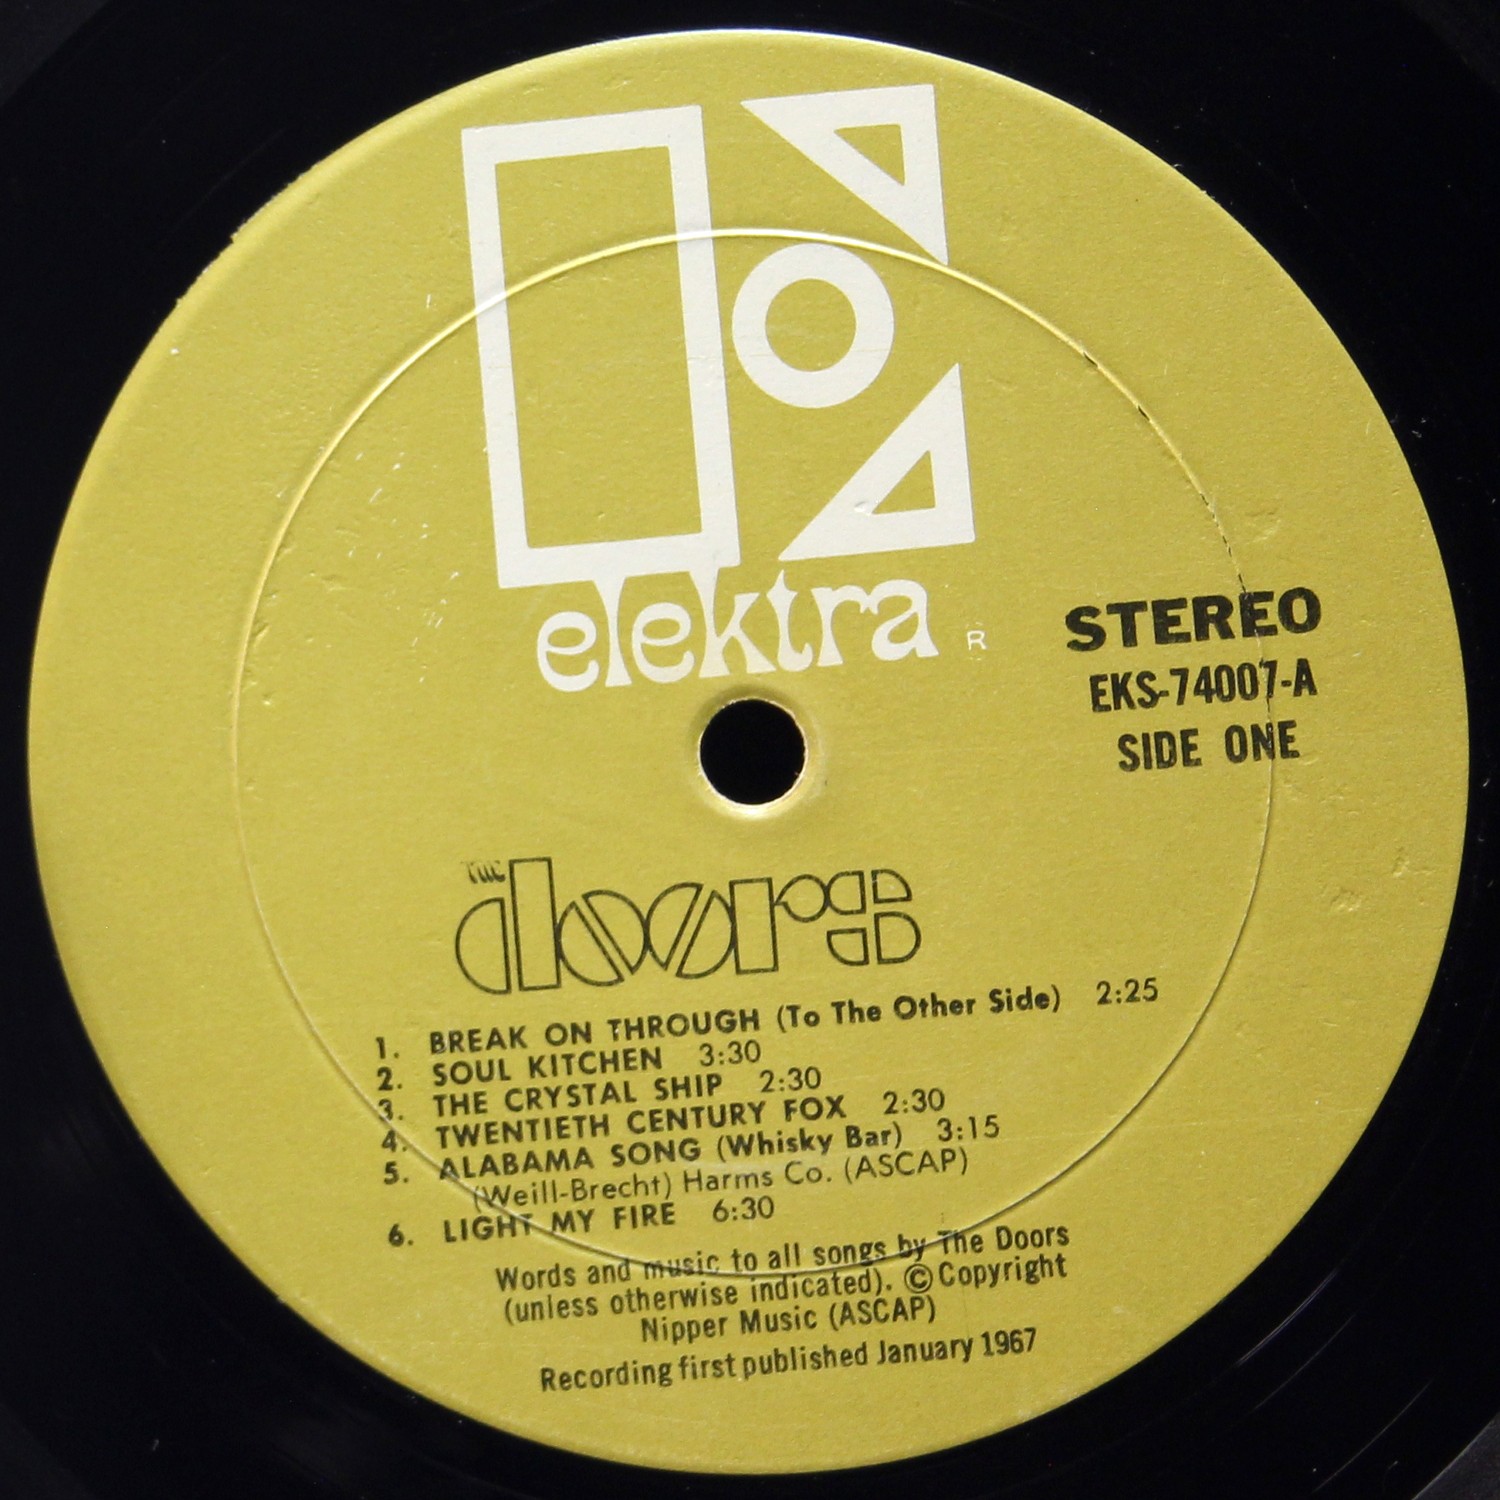 elektra
R
STEREO
EKS-74007-A
SIDE ONE
THE
doors
1. BREAK ON THROUGH (To The Other Side) 2:25
2. SOUL KITCHEN 3:30
3. THE CRYSTAL SHIP 2:30
4. TWENTIETH CENTURY FOX 2:30
5. ALABAMA SONG (Whisky Bar) 3:15
(Weill-Brecht) Harms Co. (ASCAP)
6. LIGHT MY FIRE 6:30
Words and music to all songs by The Doors
(unless otherwise indicated). ©Copyright
Nipper Music (ASCAP)
Recording first published January 1967